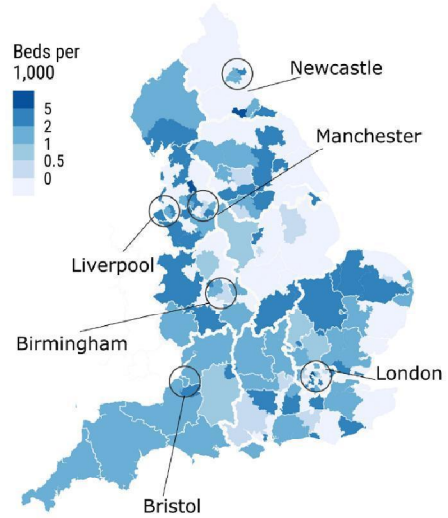 Beds per
1,000
5
2
1
0.5
0
Newcastle
Manchester
Liverpool
Birmingham
London
Bristol